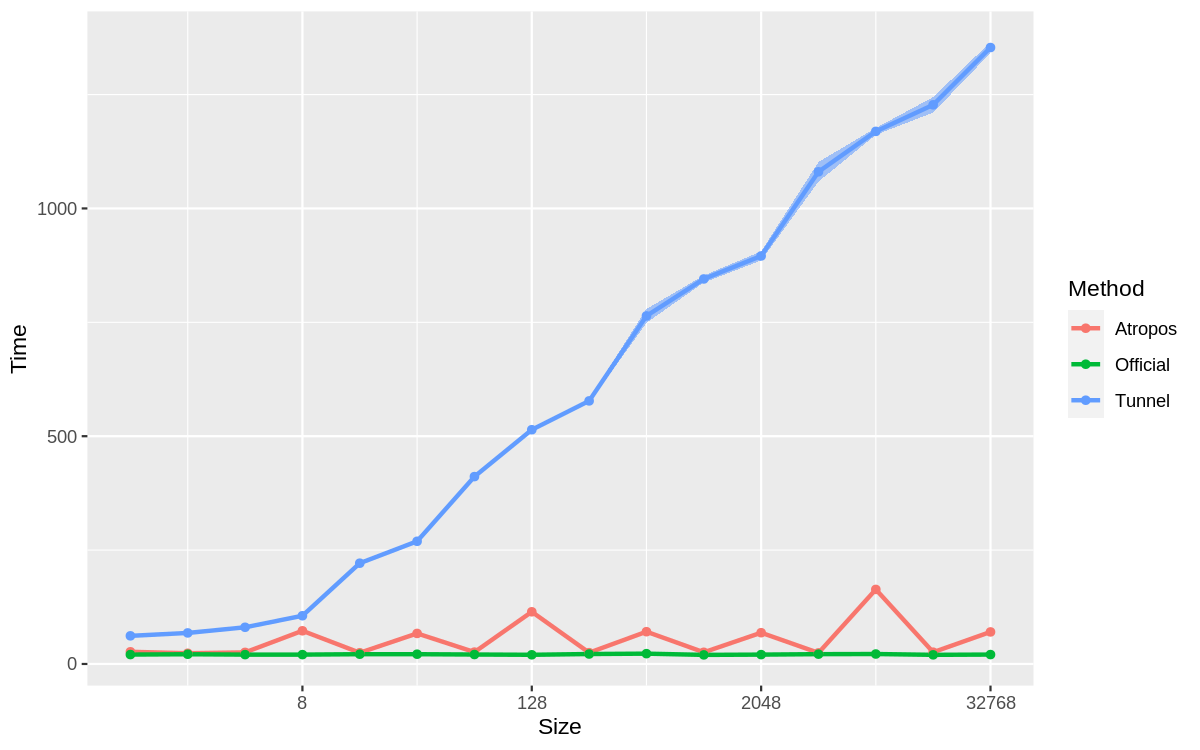 1000
500
0
Time
8
128
2048
32768
Size
Method
Atropos
Official
Tunnel